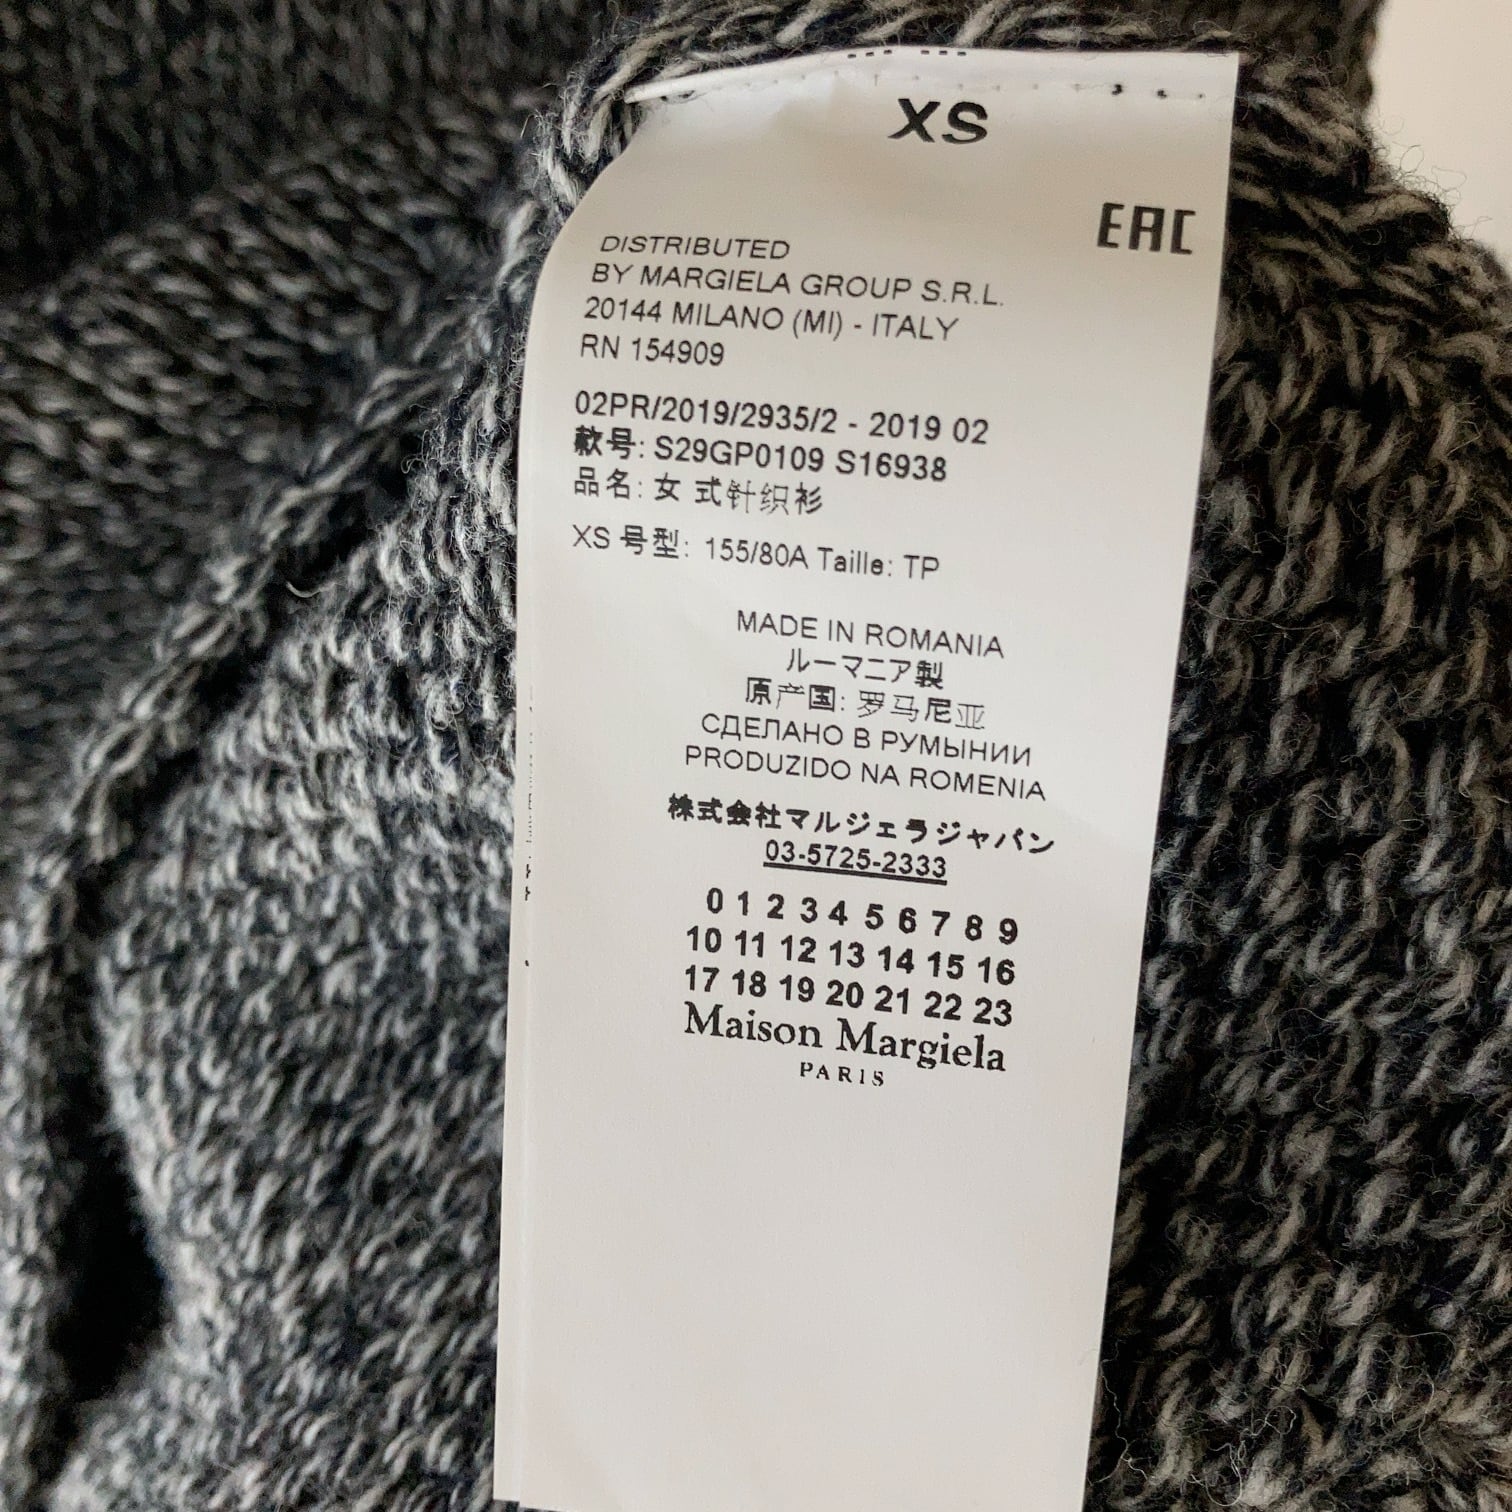 XS
EAC
DISTRIBUTED
BY MARGIELA GROUP S.R.L.
20144 MILANO (MI) - ITALY
RN 154909
02PR/2019/2935/2 - 2019 02
款号: S29GP0109 S16938
品名: 女 式针织衫
XS 号型: 155/80A Taille: TP
MADE IN ROMANIA
ルーマニア製
原产国: 罗马尼亚
СДЕЛАНО В РУМЫНИИ
PRODUZIDO NA ROMENIA
株式会社マルジェラジャパン
03-5725-2333
0 1 2 3 4 5 6 7 8 9
10 11 12 13 14 15 16
17 18 19 20 21 22 23
Maison Margiela
PARIS